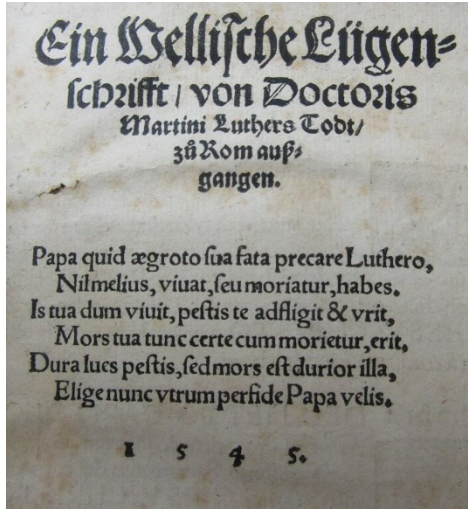 Ein Wellische Lügen⸗
ſchrifft / von Doctoris
Martini Luthers Todt /
zů Rom auß⸗
gangen.
Papa quid ægroto ſua fata precare Luthero,
Nil melius, viuat, ſeu moriatur, habes.
Is tua dum viuit, peſtis te adfligit & vrit,
Mors tua tunc certe cum morietur, erit,
Dura lues peſtis, ſed mors eſt durior illa,
Elige nunc vtrum perfide Papa velis.
1 5 4 5.